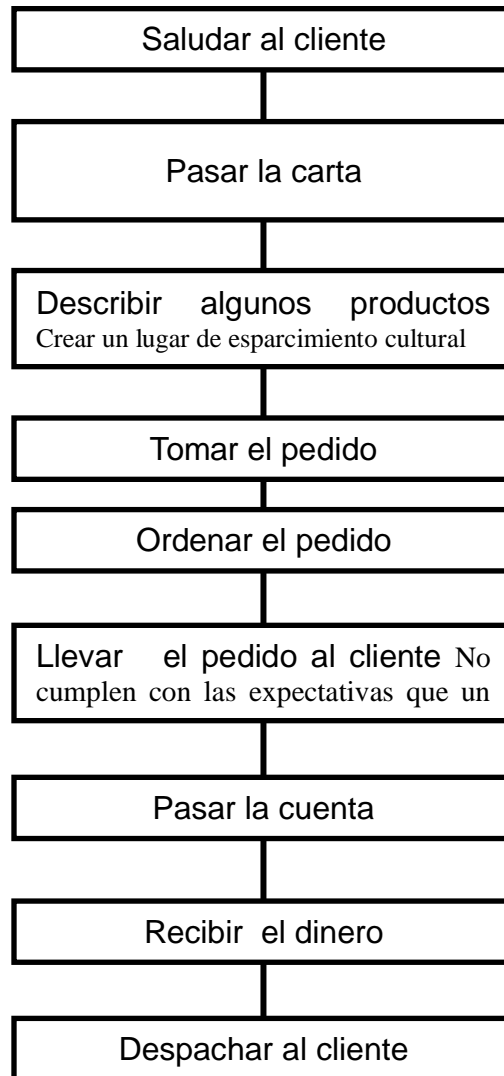 Saludar al cliente
Pasar la carta
Describir algunos productos
Crear un lugar de esparcimiento cultural
Tomar el pedido
Ordenar el pedido
Llevar el pedido al cliente No
cumplen con las expectativas que un
Pasar la cuenta
Recibir el dinero
Despachar al cliente